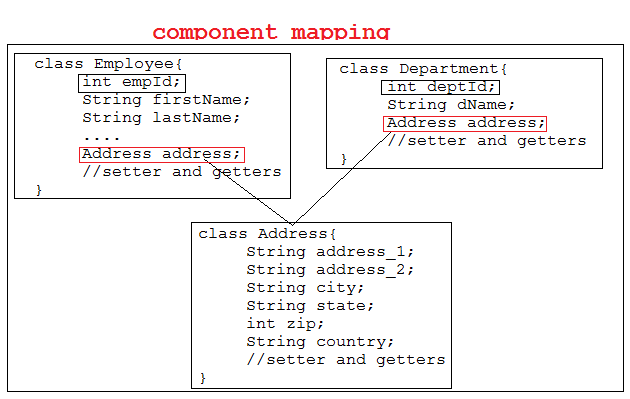 component mapping
class Employee{
int empId;
String firstName;
String lastName;
....
Address address;
//setter and getters
}
class Department{
int deptId;
String dName;
Address address;
//setter and getters
}
class Address{
String address_1;
String address_2;
String city;
String state;
int zip;
String country;
//setter and getters
}